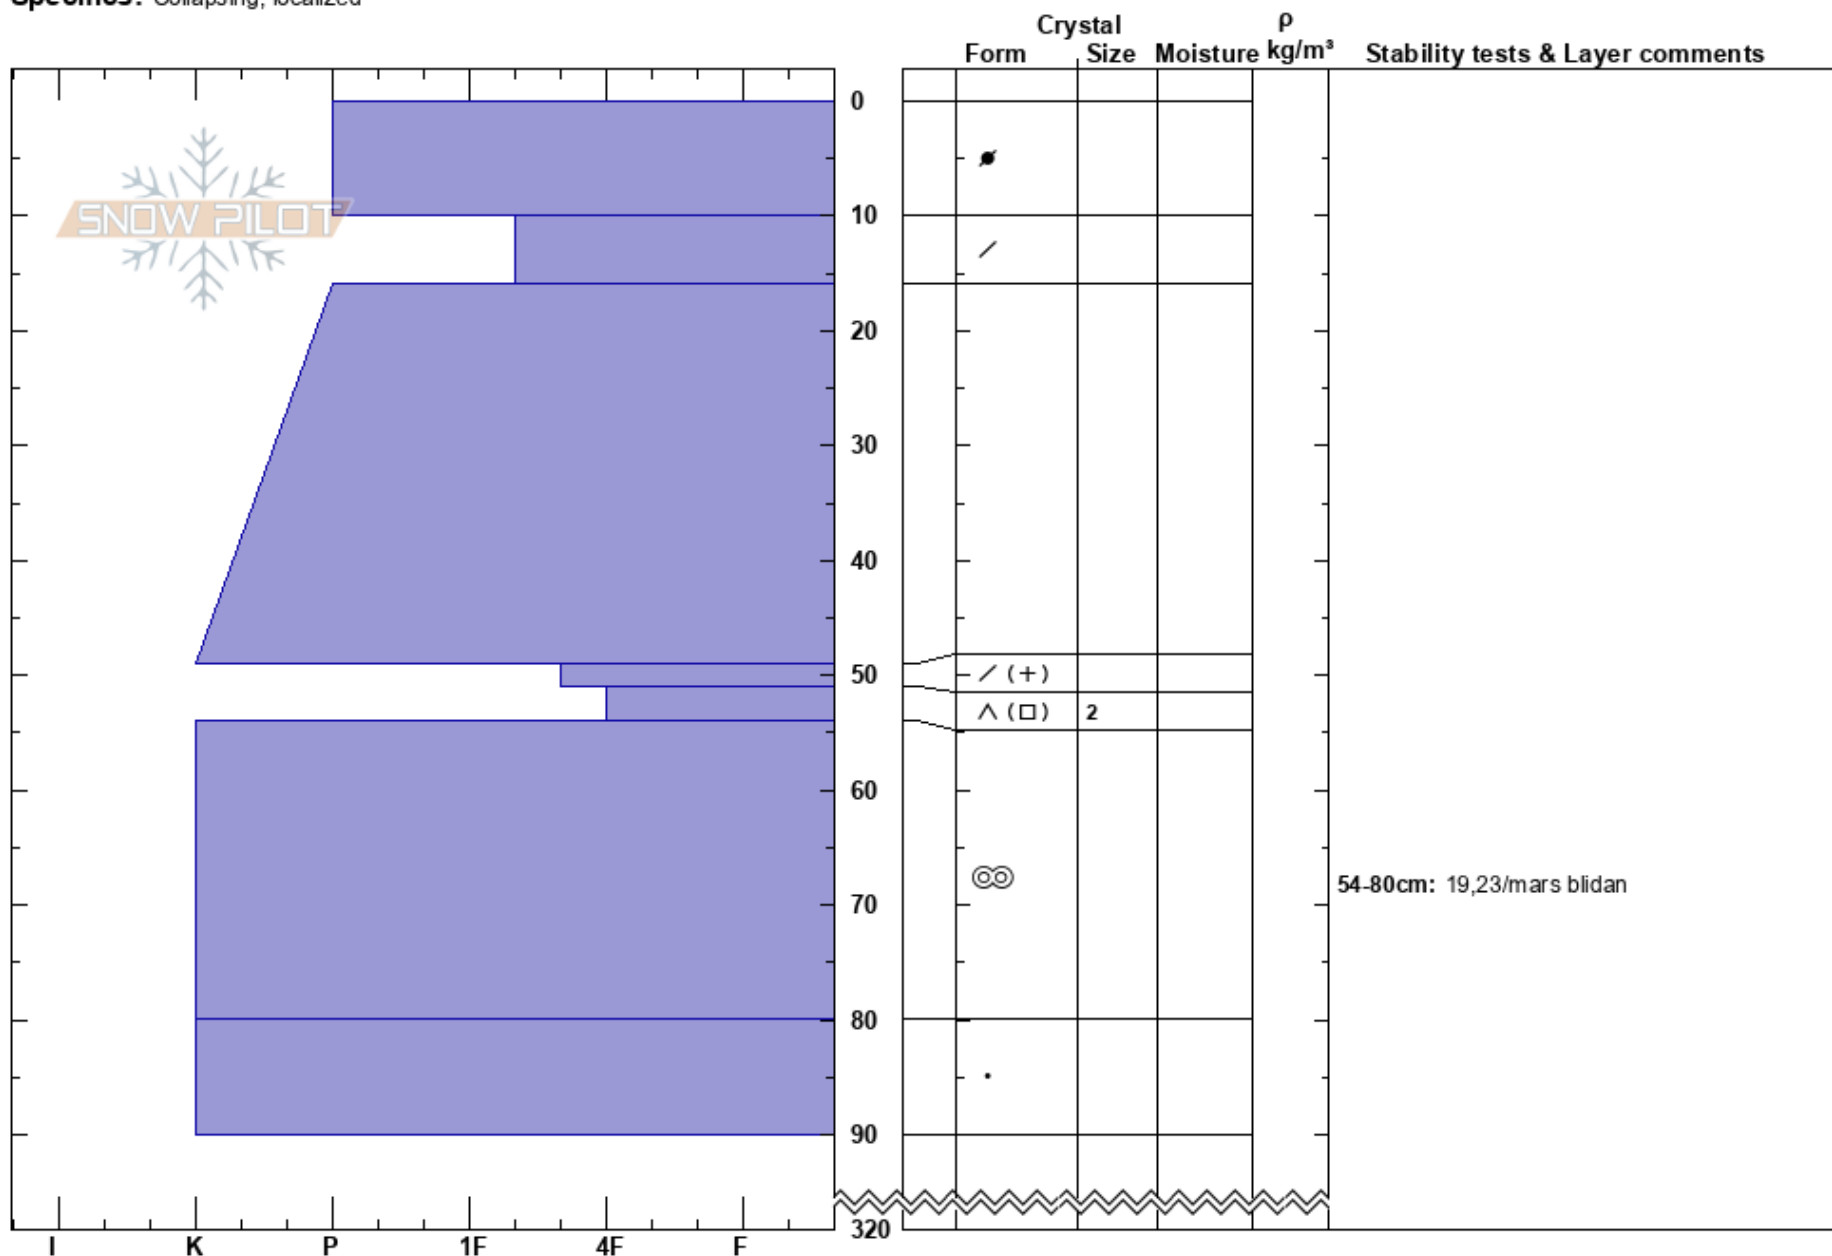 Specifics: Collapsing, localized
Crystal
ρ
Form Size Moisture kg/m³ Stability tests & Layer comments
0
SNOW PILOT
10
20
30
40
50 / (+)
∧ (□) 2
60
54-80cm: 19,23/mars blidan
70
80
90
320
I K P 1F 4F F